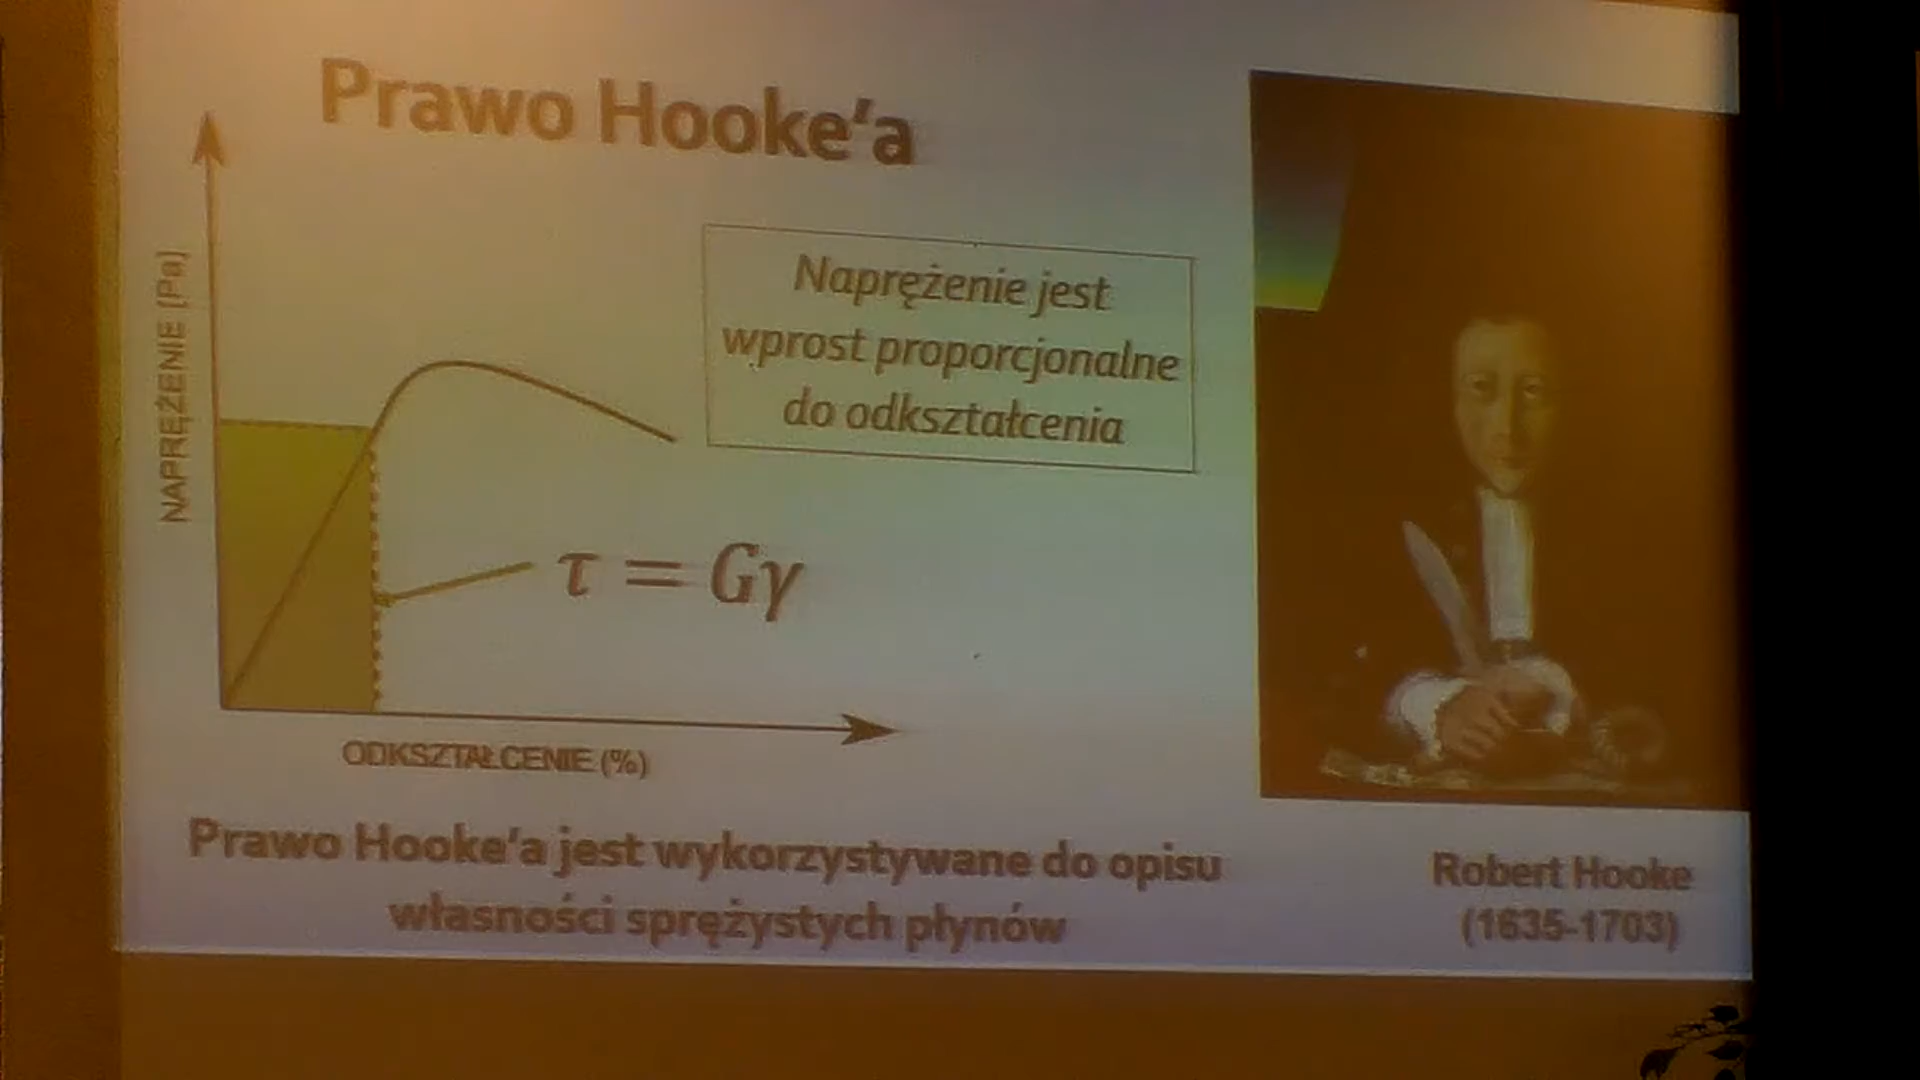 Prawo Hooke'a
NAPRĘŻENIE [Pa]
Naprężenie jest
wprost proporcjonalne
do odkształcenia
τ = Gγ
ODKSZTAŁCENIE (%)
Prawo Hooke'a jest wykorzystywane do opisu
własności sprężystych płynów
Robert Hooke
(1635-1703)